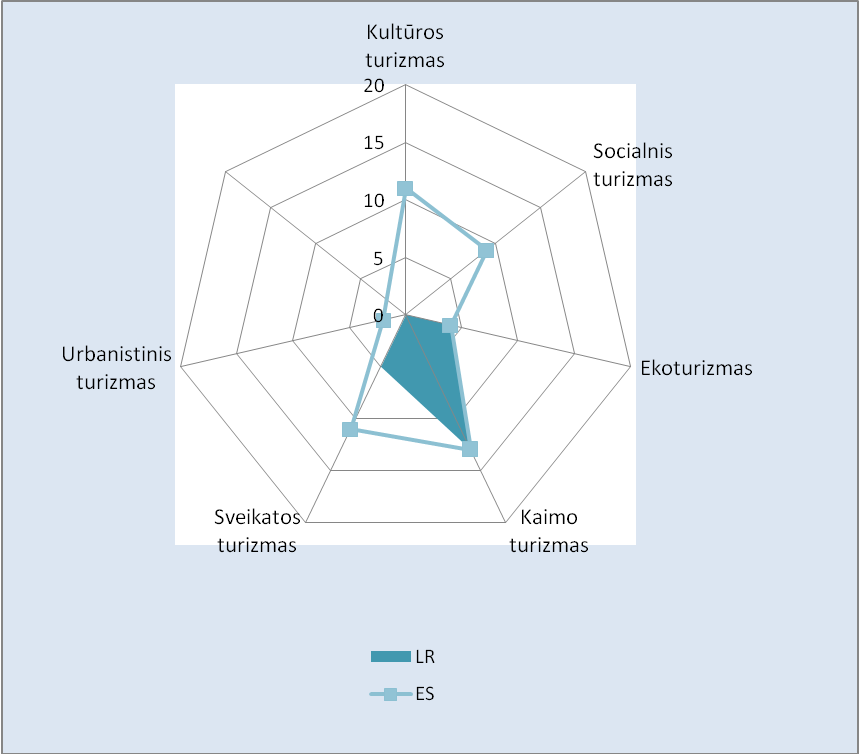 Kultūros
turizmas
20
15
10
5
0
Socialnis
turizmas
Ekoturizmas
Kaimo
turizmas
Sveikatos
turizmas
Urbanistinis
turizmas
LR
ES